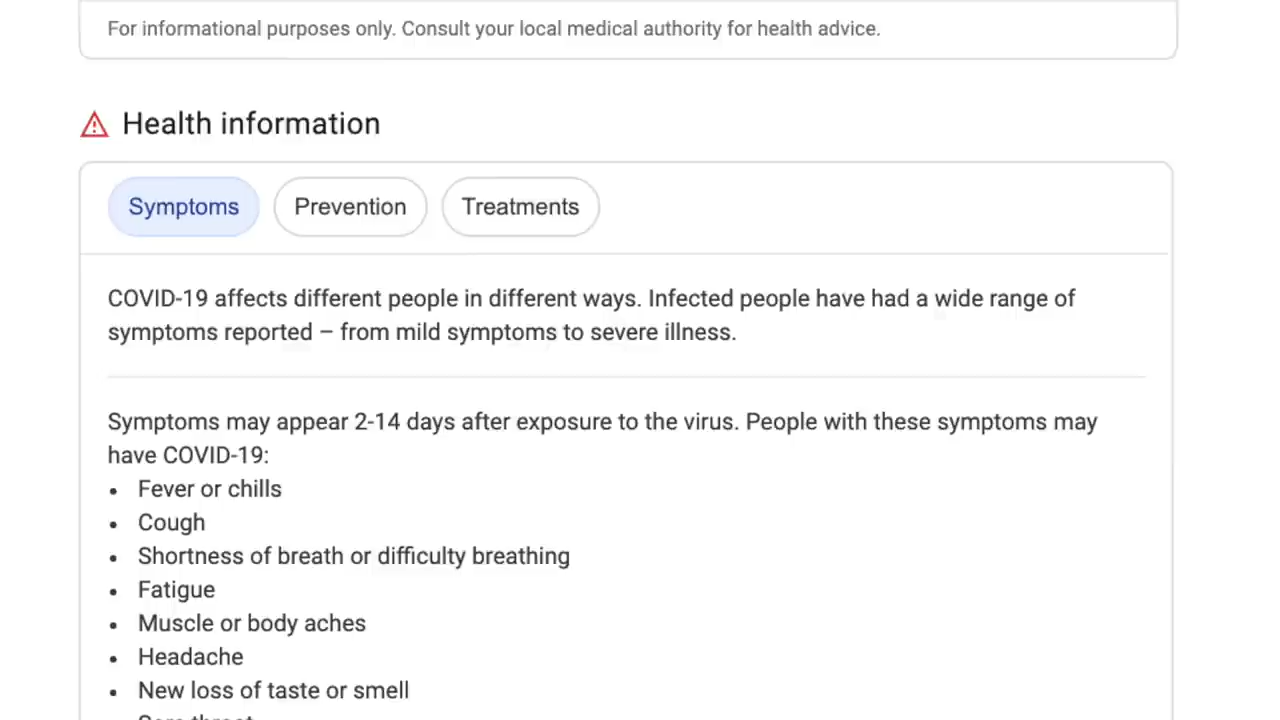 For informational purposes only. Consult your local medical authority for health advice.
Health information
Symptoms Prevention Treatments
COVID-19 affects different people in different ways. Infected people have had a wide range of
symptoms reported – from mild symptoms to severe illness.
Symptoms may appear 2-14 days after exposure to the virus. People with these symptoms may
have COVID-19:
• Fever or chills
• Cough
• Shortness of breath or difficulty breathing
• Fatigue
• Muscle or body aches
• Headache
• New loss of taste or smell